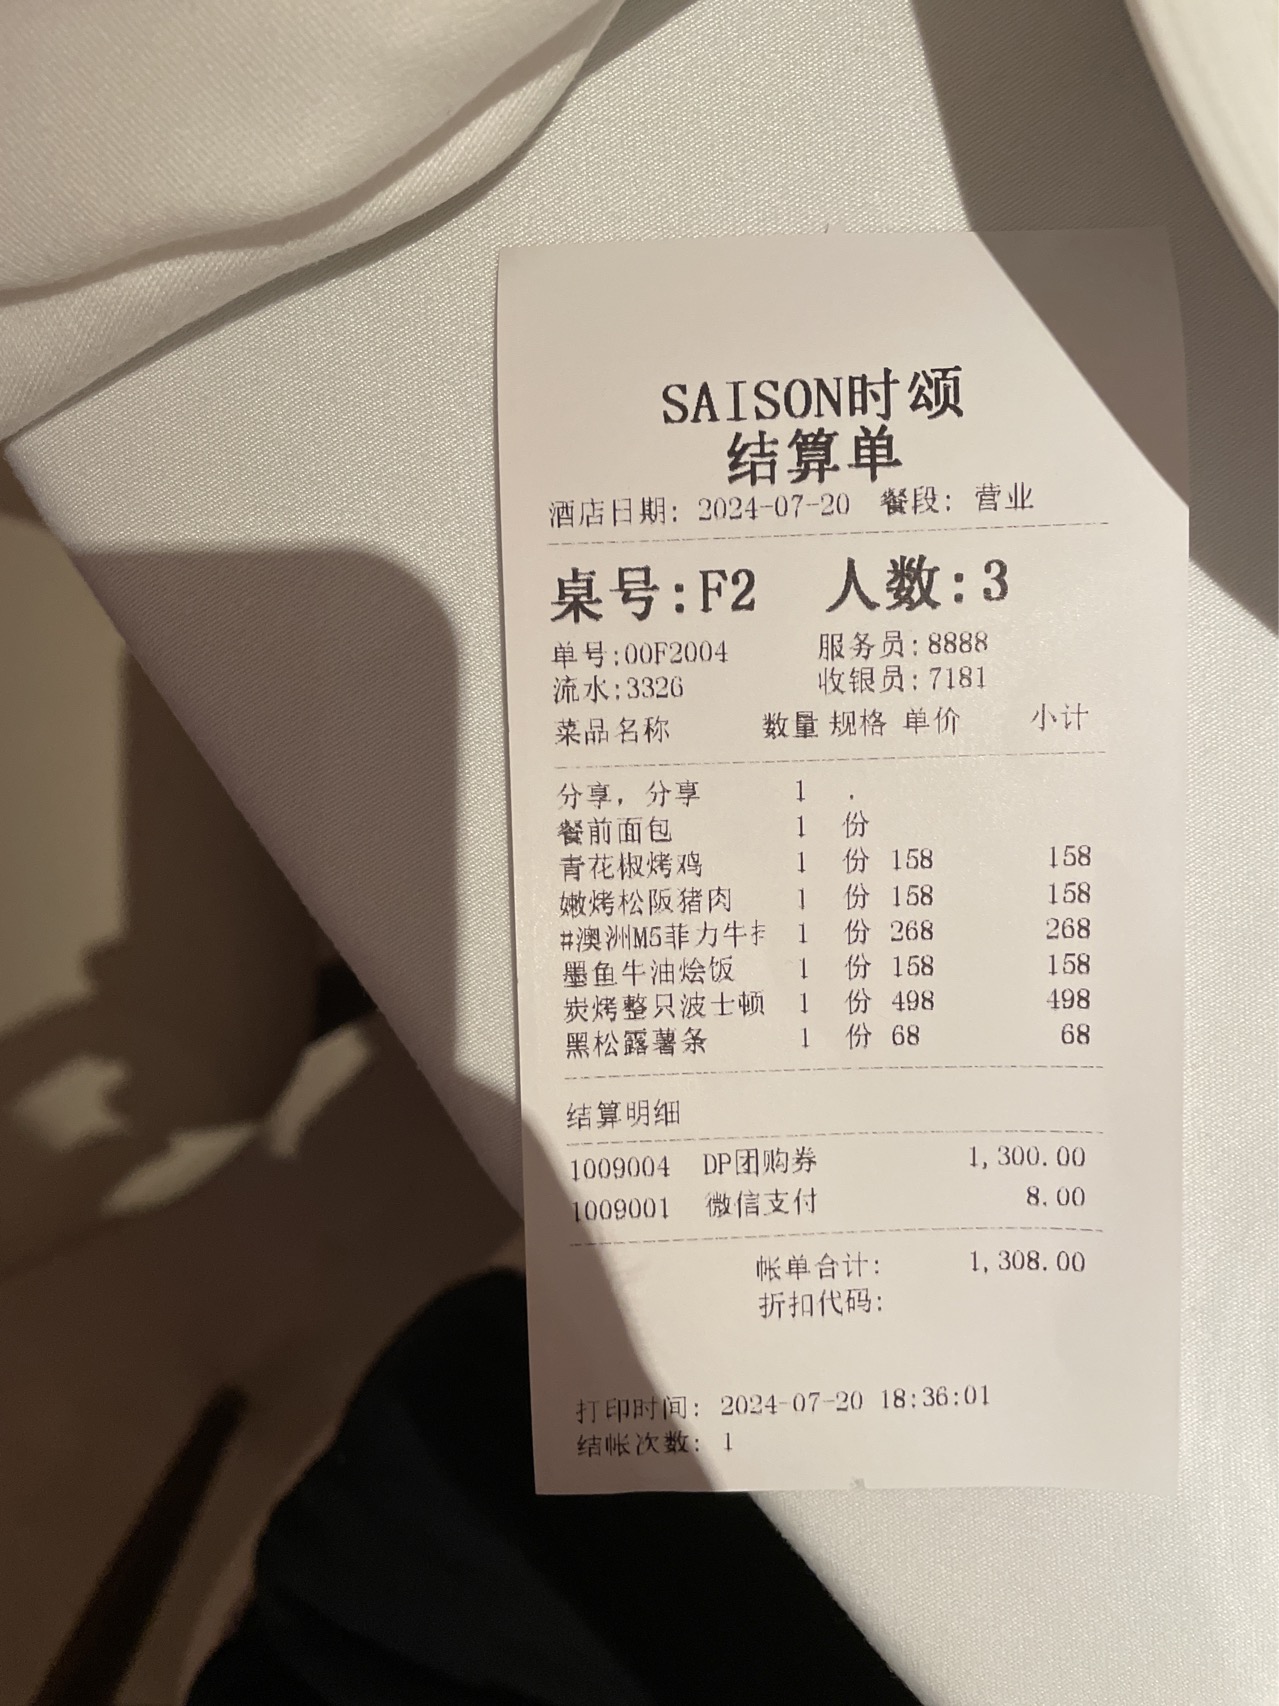 SAISON时颂
结算单
酒店日期: 2024-07-20 餐段: 营业
桌号:F2 人数:3
单号:00F2004 服务员:8888
流水:3326 收银员:7181
菜品名称 数量 规格 单价 小计
分享,分享 1 .
餐前面包 1 份
青花椒烤鸡 1 份 158 158
嫩烤松阪猪肉 1 份 158 158
#澳洲M5菲力牛 1 份 268 268
墨鱼牛油烩饭 1 份 158 158
炭烤整只波士顿 1 份 498 498
黑松露薯条 1 份 68 68
结算明细
1009004 DP团购券 1,300.00
1009001 微信支付 8.00
帐单合计: 1,308.00
折扣代码:
打印时间: 2024-07-20 18:36:01
结帐次数: 1